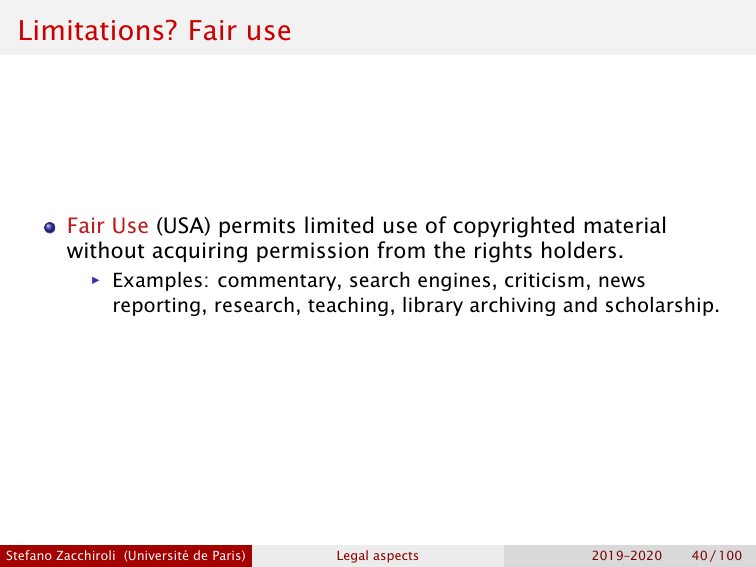 Limitations? Fair use
Fair Use (USA) permits limited use of copyrighted material
without acquiring permission from the rights holders.
Examples: commentary, search engines, criticism, news
reporting, research, teaching, library archiving and scholarship.
Stefano Zacchiroli (Université de Paris) Legal aspects 2019–2020 40 / 100